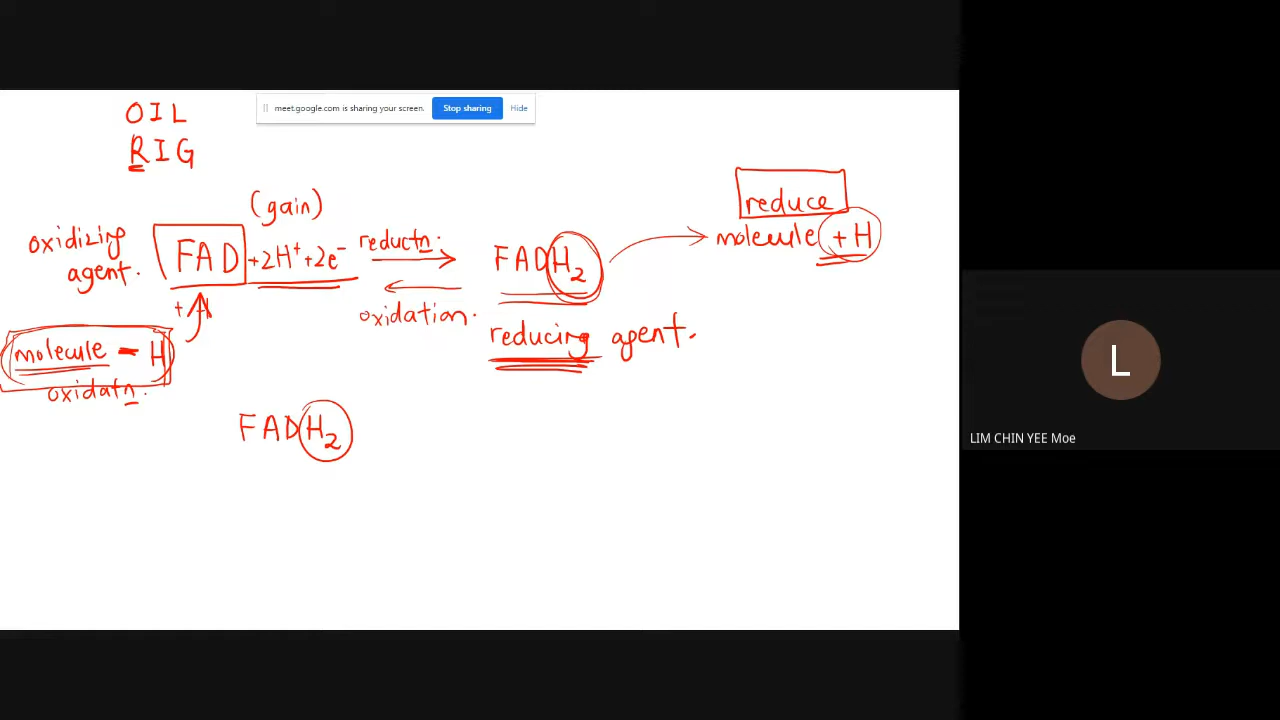 OIL
RIG
meet.google.com is sharing your screen. Stop sharing Hide
(gain)
oxidizing
agent.
FAD +2H⁺ +2e⁻
reductn.
oxidation.
FADH₂
reducing agent.
reduce
molecule +H
+H
molecule - H
oxidatn.
FADH₂
L
LIM CHIN YEE Moe